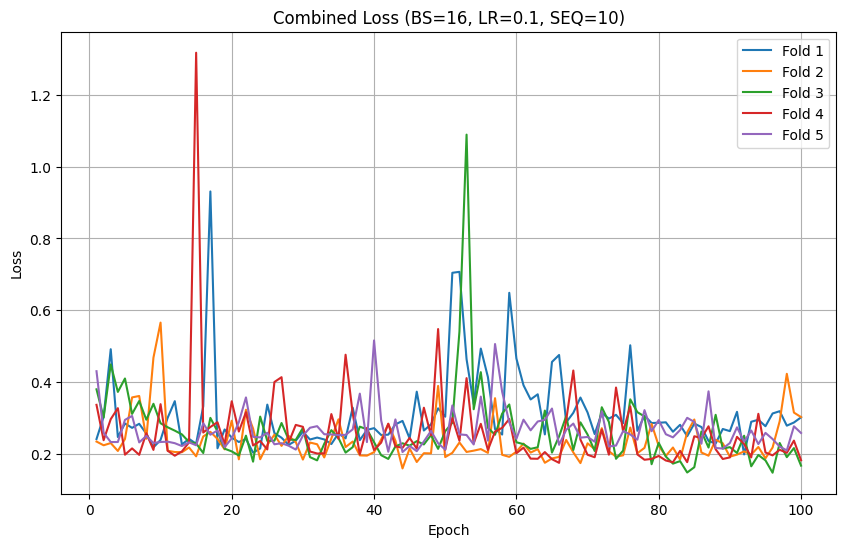 Combined Loss (BS=16, LR=0.1, SEQ=10)
Fold 1
Fold 2
Fold 3
Fold 4
Fold 5
1.2
1.0
0.8
0.6
0.4
0.2
Loss
0 20 40 60 80 100
Epoch